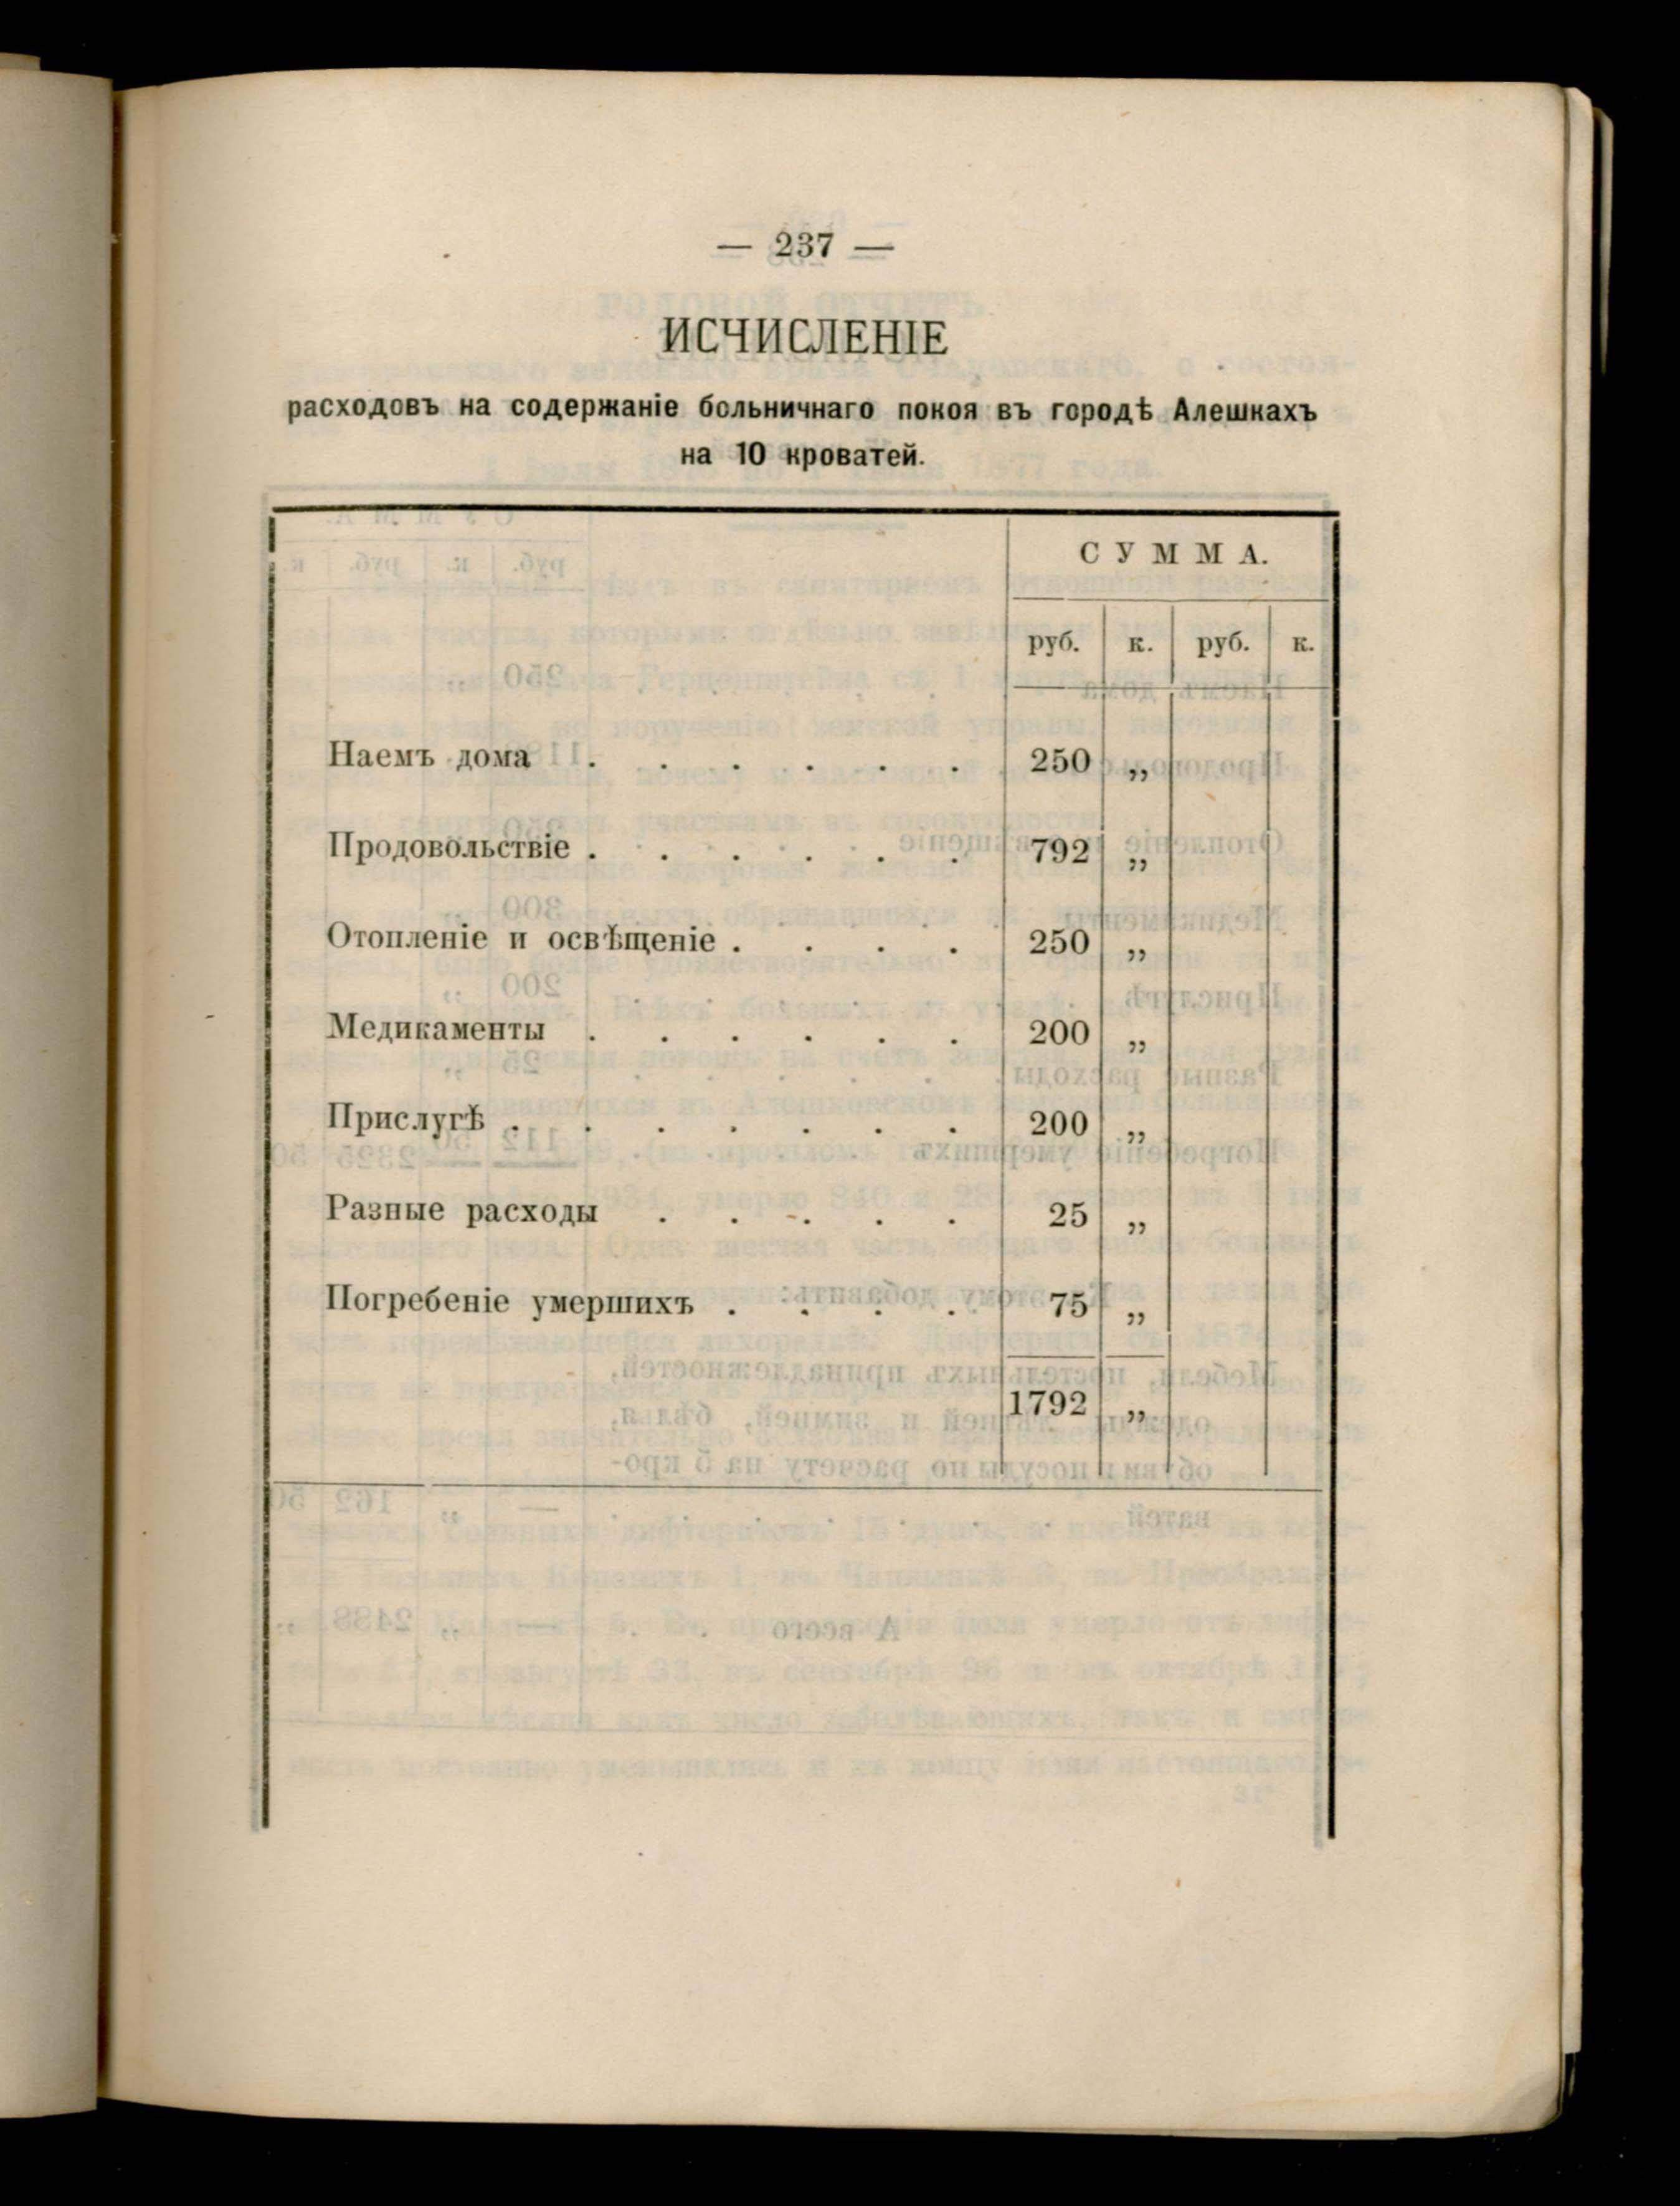 — 237 —
ИСЧИСЛЕНІЕ
расходовъ на содержаніе больничнаго покоя въ городѣ Алешкахъ
на 10 кроватей.
СУММА.
руб. к. руб. к.
Наемъ дома . . . . . . 250 „
Продовольствіе . . . . . . 792 „
Отопленіе и освѣщеніе . . . . 250 „
Медикаменты . . . . . . 200 „
Прислугѣ . . . . . . . 200 „
Разные расходы . . . . . 25 „
Погребеніе умершихъ . . . . 75 „
1792 „